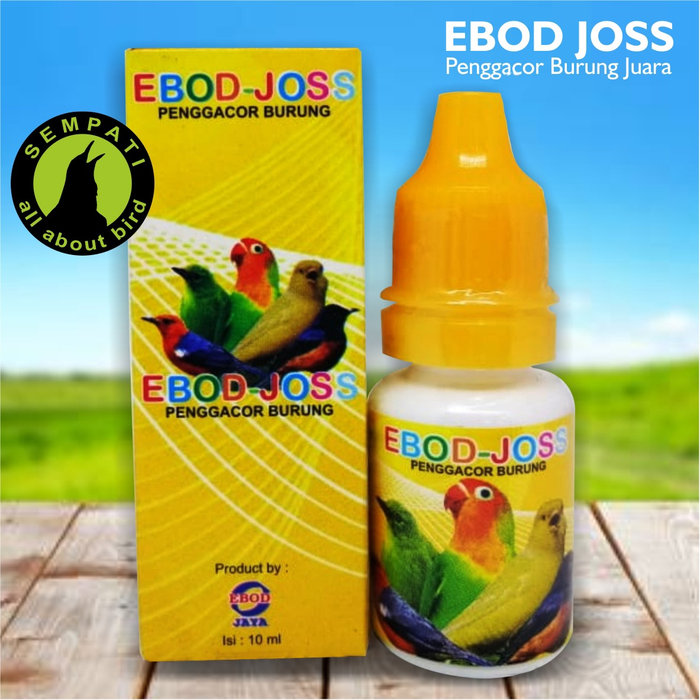 EBOD JOSS
Penggacor Burung Juara
SEMPATI
all about bird
EBOD-JOSS
PENGGACOR BURUNG
EBOD-JOSS
PENGGACOR BURUNG
Product by :
EBOD
JAYA
Isi : 10 ml
EBOD-JOSS
PENGGACOR BURUNG